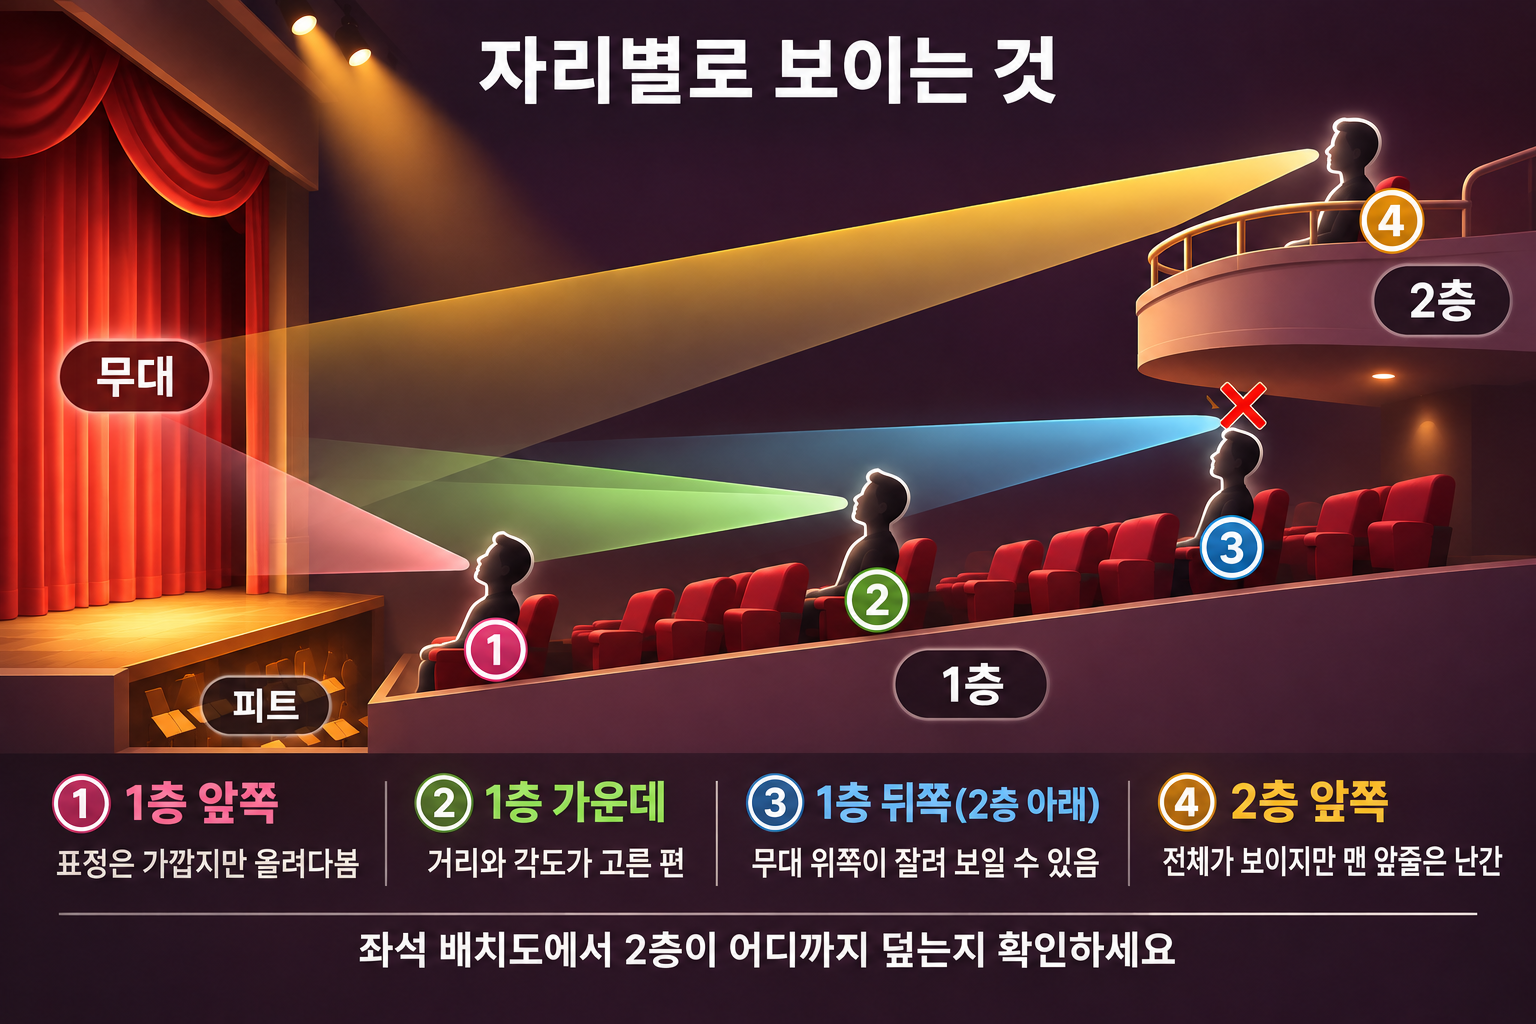 자리별로 보이는 것
4
2층
무대
3
2
1
1층
피트
1 1층 앞쪽
표정은 가깝지만 올려다봄
2 1층 가운데
거리와 각도가 고른 편
3 1층 뒤쪽(2층 아래)
무대 위쪽이 잘려 보일 수 있음
4 2층 앞쪽
전체가 보이지만 맨 앞줄은 난간
좌석 배치도에서 2층이 어디까지 덮는지 확인하세요